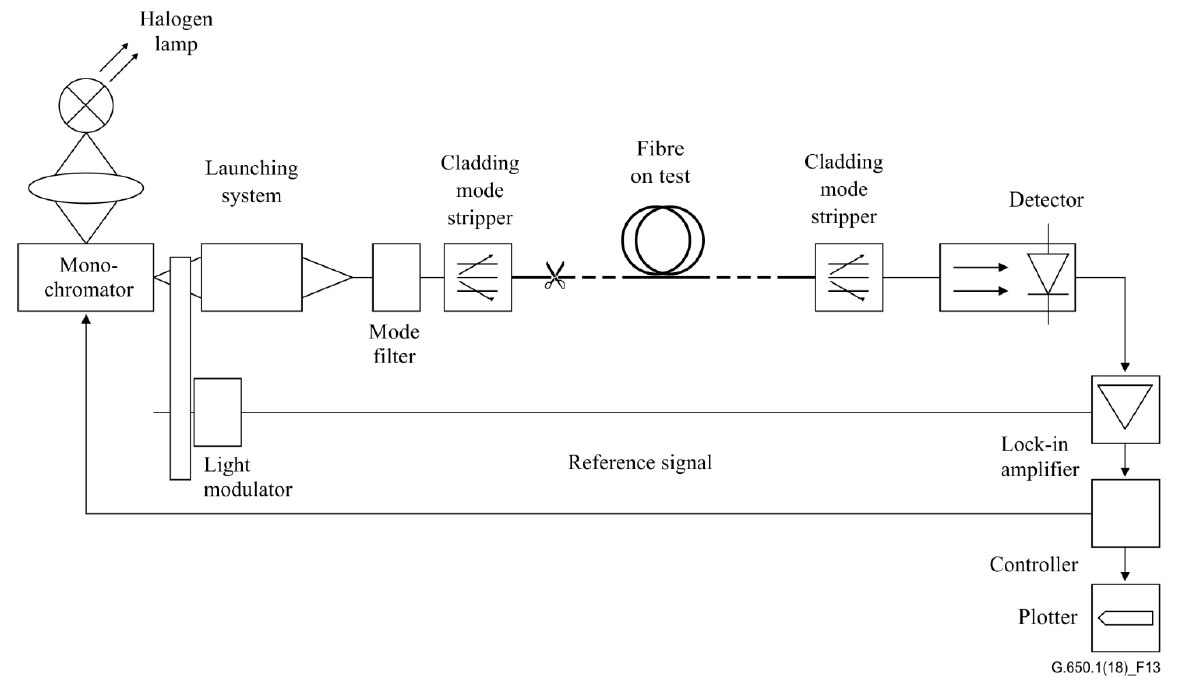 Halogen
lamp
Launching
system
Cladding
mode
stripper
Fibre
on test
Cladding
mode
stripper
Detector
Mono-
chromator
Mode
filter
Light
modulator
Reference signal
Lock-in
amplifier
Controller
Plotter
G.650.1(18)_F13